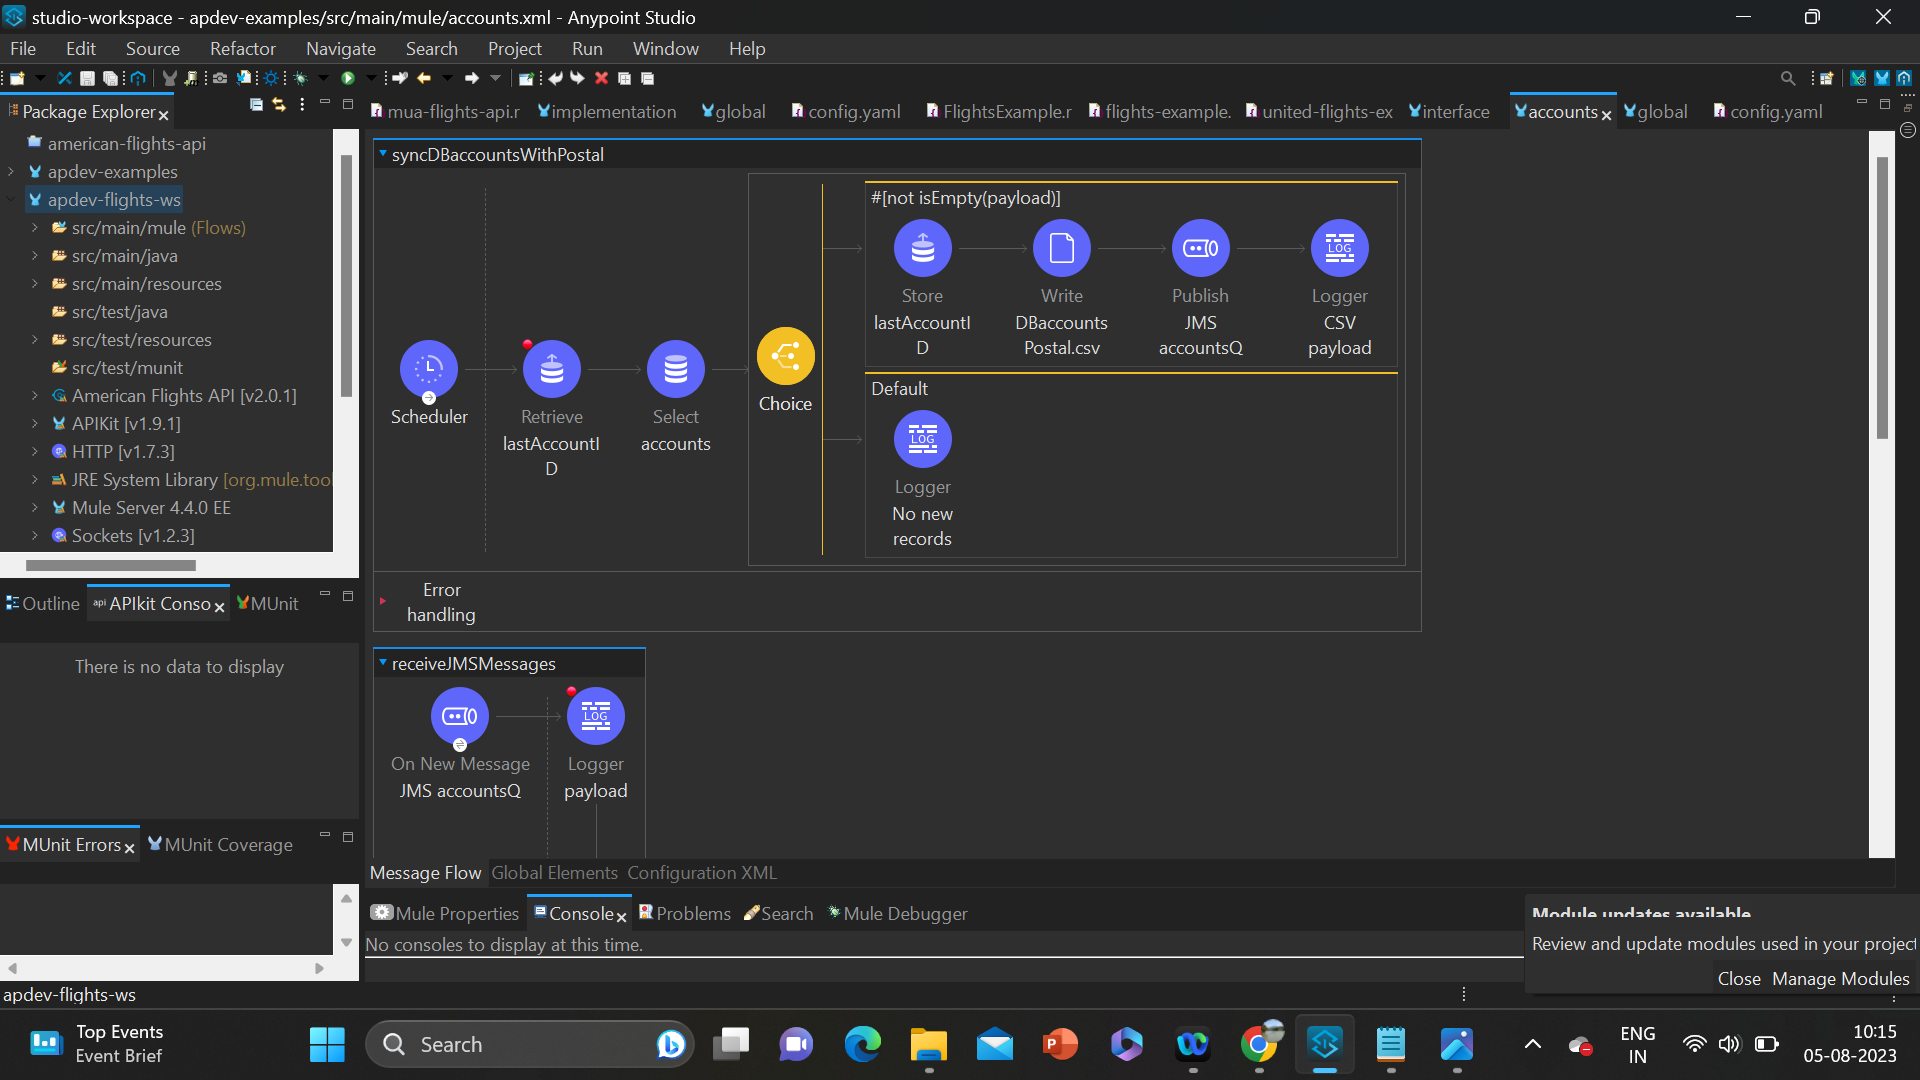 studio-workspace - apdev-examples/src/main/mule/accounts.xml - Anypoint Studio
File Edit Source Refactor Navigate Search Project Run Window Help
Package Explorer
mua-flights-api.r implementation global config.yaml FlightsExample.r flights-example. united-flights-ex interface accounts global config.yaml
american-flights-api
apdev-examples
apdev-flights-ws
src/main/mule (Flows)
src/main/java
src/main/resources
src/test/java
src/test/resources
src/test/munit
American Flights API [v2.0.1]
APIKit [v1.9.1]
HTTP [v1.7.3]
JRE System Library [org.mule.too
Mule Server 4.4.0 EE
Sockets [v1.2.3]
syncDBaccountsWithPostal
Scheduler
Retrieve
lastAccountI
D
Select
accounts
Choice
#[not isEmpty(payload)]
Store
lastAccountI
D
Write
DBaccounts
Postal.csv
Publish
JMS
accountsQ
LOG
Logger
CSV
payload
Default
LOG
Logger
No new
records
Error
handling
receiveJMSMessages
On New Message
JMS accountsQ
LOG
Logger
payload
Outline api APIkit Conso MUnit
There is no data to display
MUnit Errors MUnit Coverage
Message Flow Global Elements Configuration XML
Mule Properties Console Problems Search Mule Debugger
No consoles to display at this time.
Module updates available
Review and update modules used in your project
Close Manage Modules
apdev-flights-ws
Top Events
Event Brief
Search
ENG
IN
10:15
05-08-2023